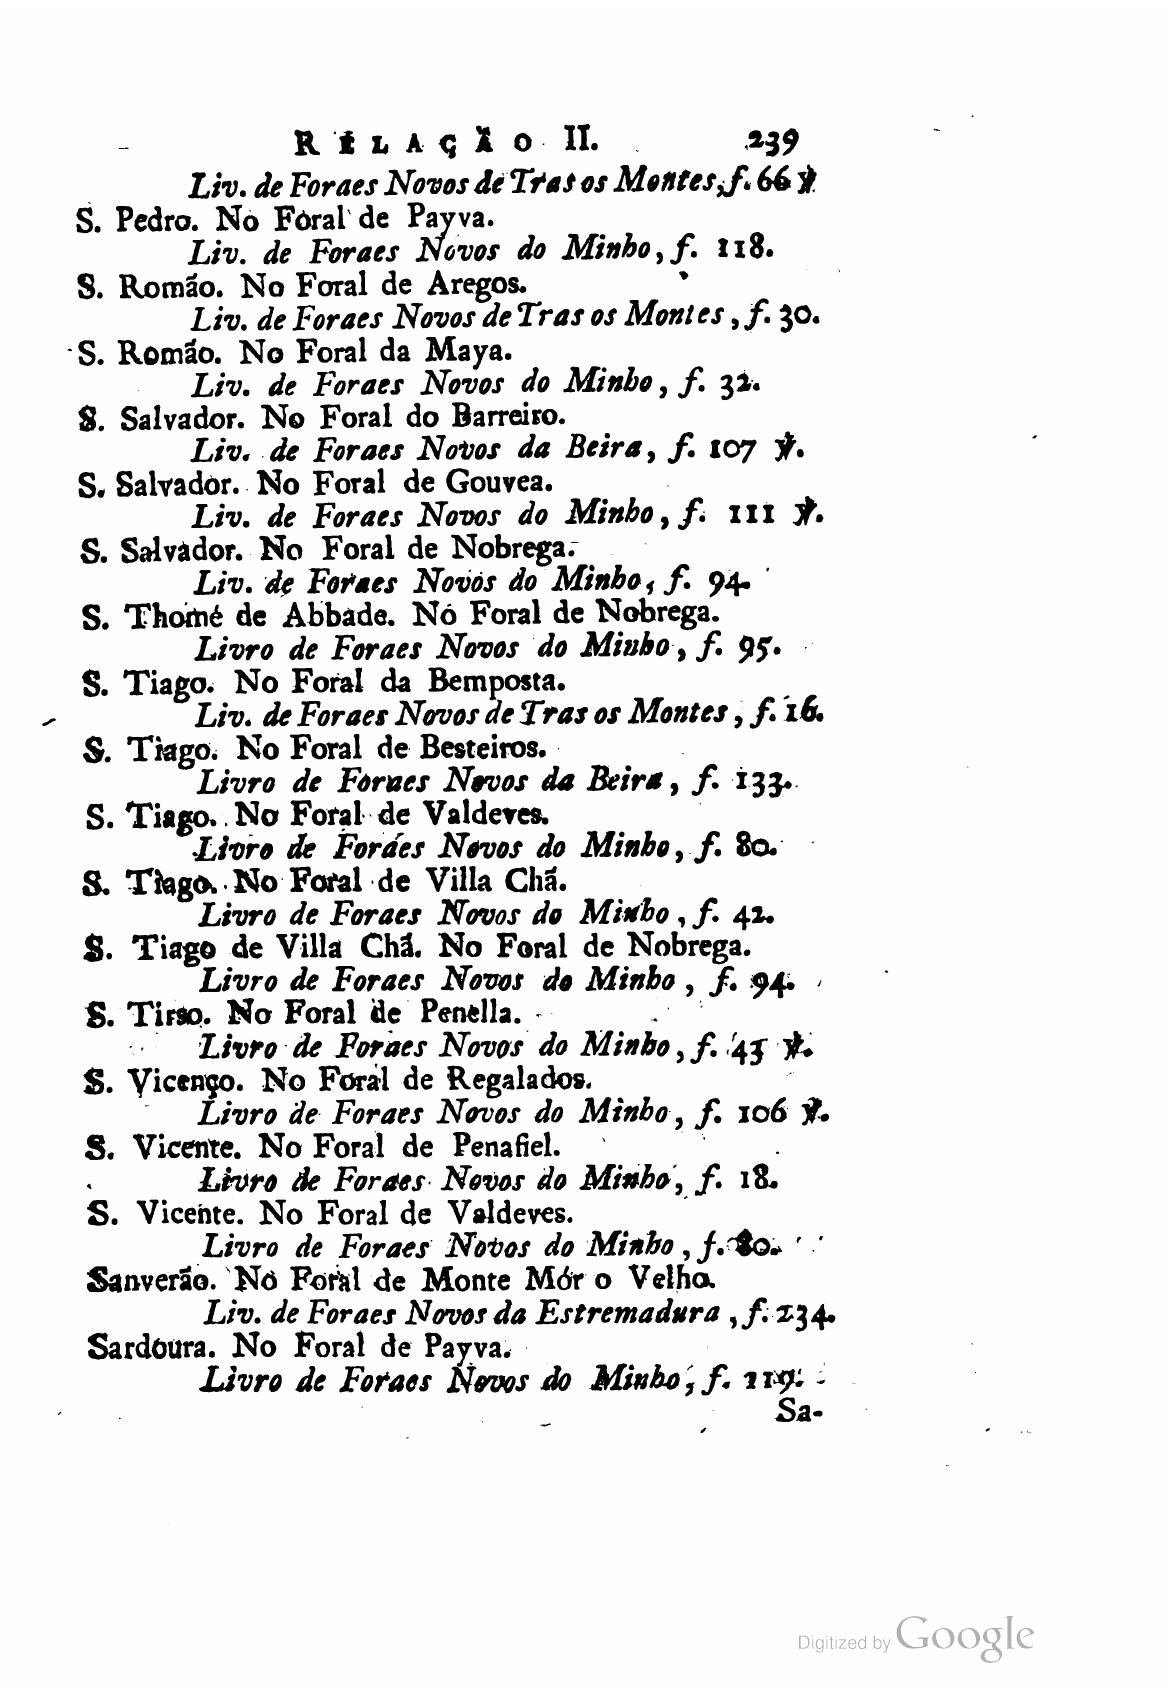 RELAÇÃO II. 239
Liv. de Foraes Novos de Tras os Montes, f. 66 ℣.
S. Pedro. No Foral de Payva.
Liv. de Foraes Novos do Minho, f. 118.
S. Romão. No Foral de Aregos.
Liv. de Foraes Novos de Tras os Montes, f. 30.
S. Romão. No Foral da Maya.
Liv. de Foraes Novos do Minho, f. 32.
S. Salvador. No Foral do Barreiro.
Liv. de Foraes Novos da Beira, f. 107 ℣.
S. Salvador. No Foral de Gouvea.
Liv. de Foraes Novos do Minho, f. 111 ℣.
S. Salvador. No Foral de Nobrega.
Liv. de Foraes Novos do Minho, f. 94.
S. Thomé de Abbade. No Foral de Nobrega.
Livro de Foraes Novos do Minho, f. 95.
S. Tiago. No Foral da Bemposta.
Liv. de Foraes Novos de Tras os Montes, f. 16.
S. Tiago. No Foral de Besteiros.
Livro de Foraes Novos da Beira, f. 133.
S. Tiago. No Foral de Valdeves.
Livro de Foraes Novos do Minho, f. 80.
S. Tiago. No Foral de Villa Chã.
Livro de Foraes Novos do Minho, f. 42.
S. Tiago de Villa Chã. No Foral de Nobrega.
Livro de Foraes Novos do Minho, f. 94.
S. Tirso. No Foral de Penella.
Livro de Foraes Novos do Minho, f. 43 ℣.
S. Vicenço. No Foral de Regalados.
Livro de Foraes Novos do Minho, f. 106 ℣.
S. Vicente. No Foral de Penafiel.
Livro de Foraes Novos do Minho, f. 18.
S. Vicente. No Foral de Valdeves.
Livro de Foraes Novos do Minho, f. 80.
Sanverão. No Foral de Monte Mór o Velho.
Liv. de Foraes Novos da Estremadura, f. 234.
Sardoura. No Foral de Payva.
Livro de Foraes Novos do Minho, f. 119.
Sa-
Digitized by Google